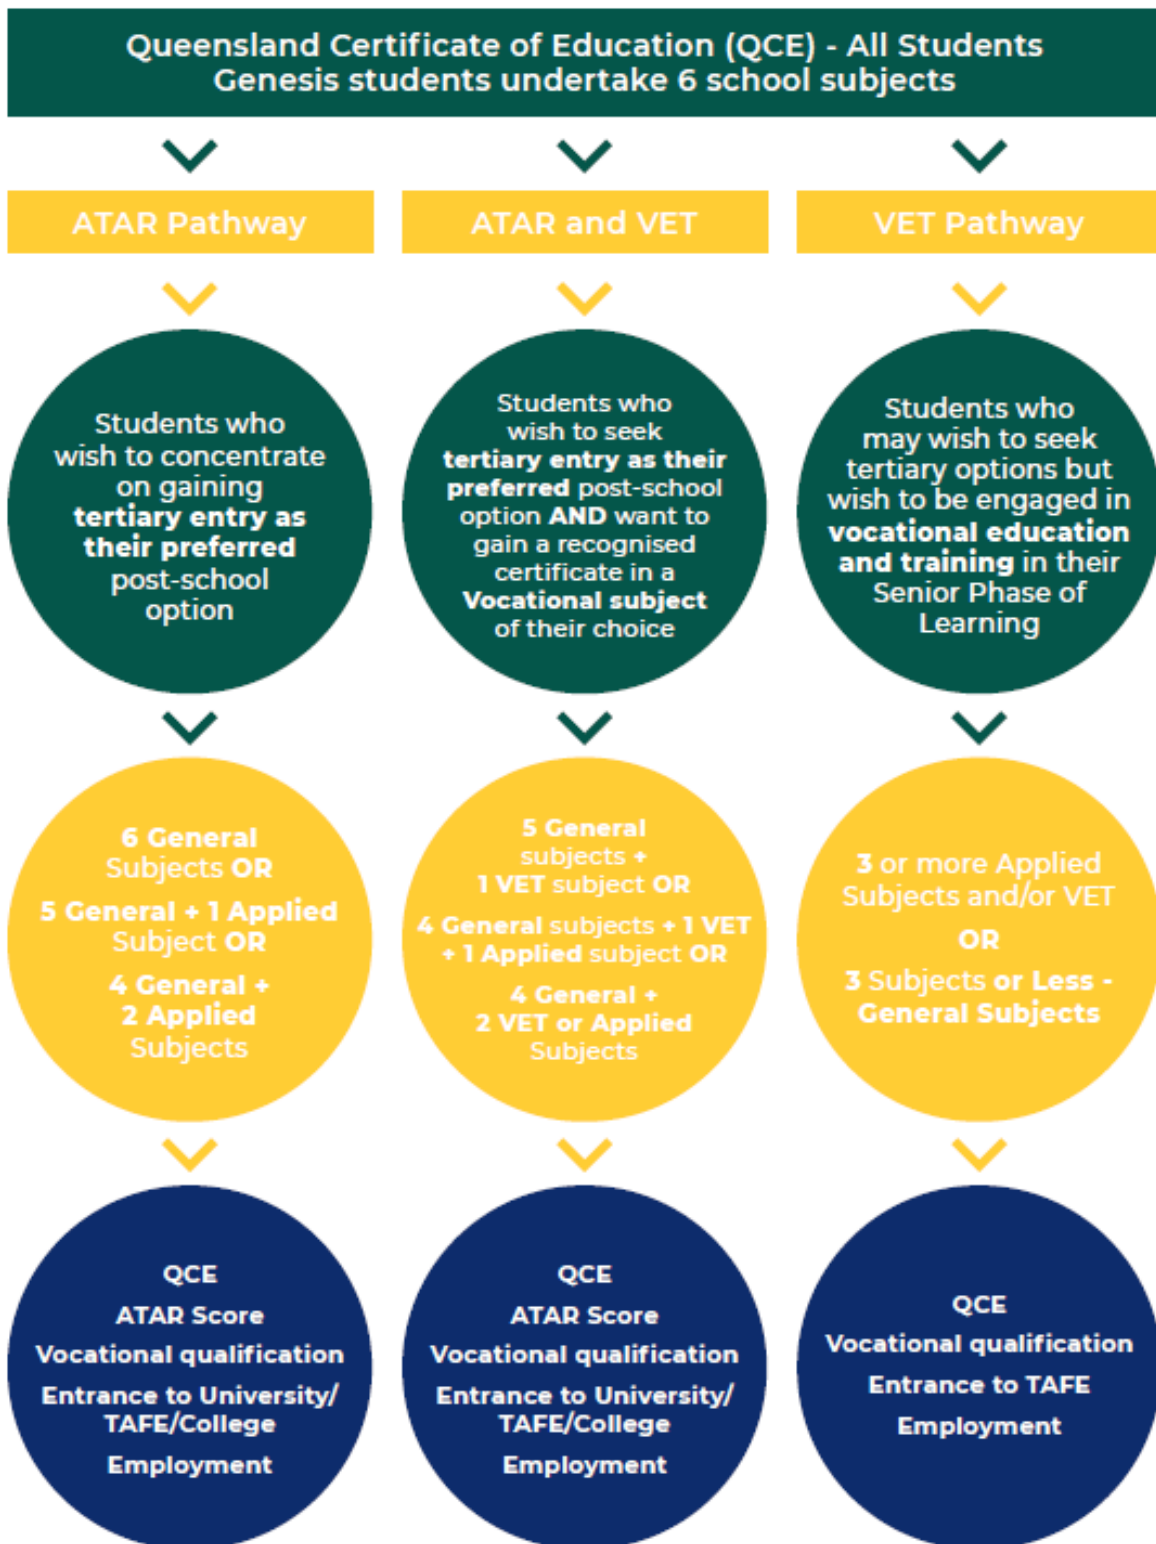 Queensland Certificate of Education (QCE) - All Students
Genesis students undertake 6 school subjects
ATAR Pathway
Students who
wish to concentrate
on gaining
tertiary entry as
their preferred
post-school
option
6 General
Subjects OR
5 General + 1 Applied
Subject OR
4 General +
2 Applied
Subjects
QCE
ATAR Score
Vocational qualification
Entrance to University/
TAFE/College
Employment
ATAR and VET
Students who
wish to seek
tertiary entry as their
preferred post-school
option AND want to
gain a recognised
certificate in a
Vocational subject
of their choice
5 General
subjects +
1 VET subject OR
4 General subjects + 1 VET
+ 1 Applied subject OR
4 General +
2 VET or Applied
Subjects
QCE
ATAR Score
Vocational qualification
Entrance to University/
TAFE/College
Employment
VET Pathway
Students who
may wish to seek
tertiary options but
wish to be engaged in
vocational education
and training in their
Senior Phase of
Learning
3 or more Applied
Subjects and/or VET
OR
3 Subjects or Less -
General Subjects
QCE
Vocational qualification
Entrance to TAFE
Employment